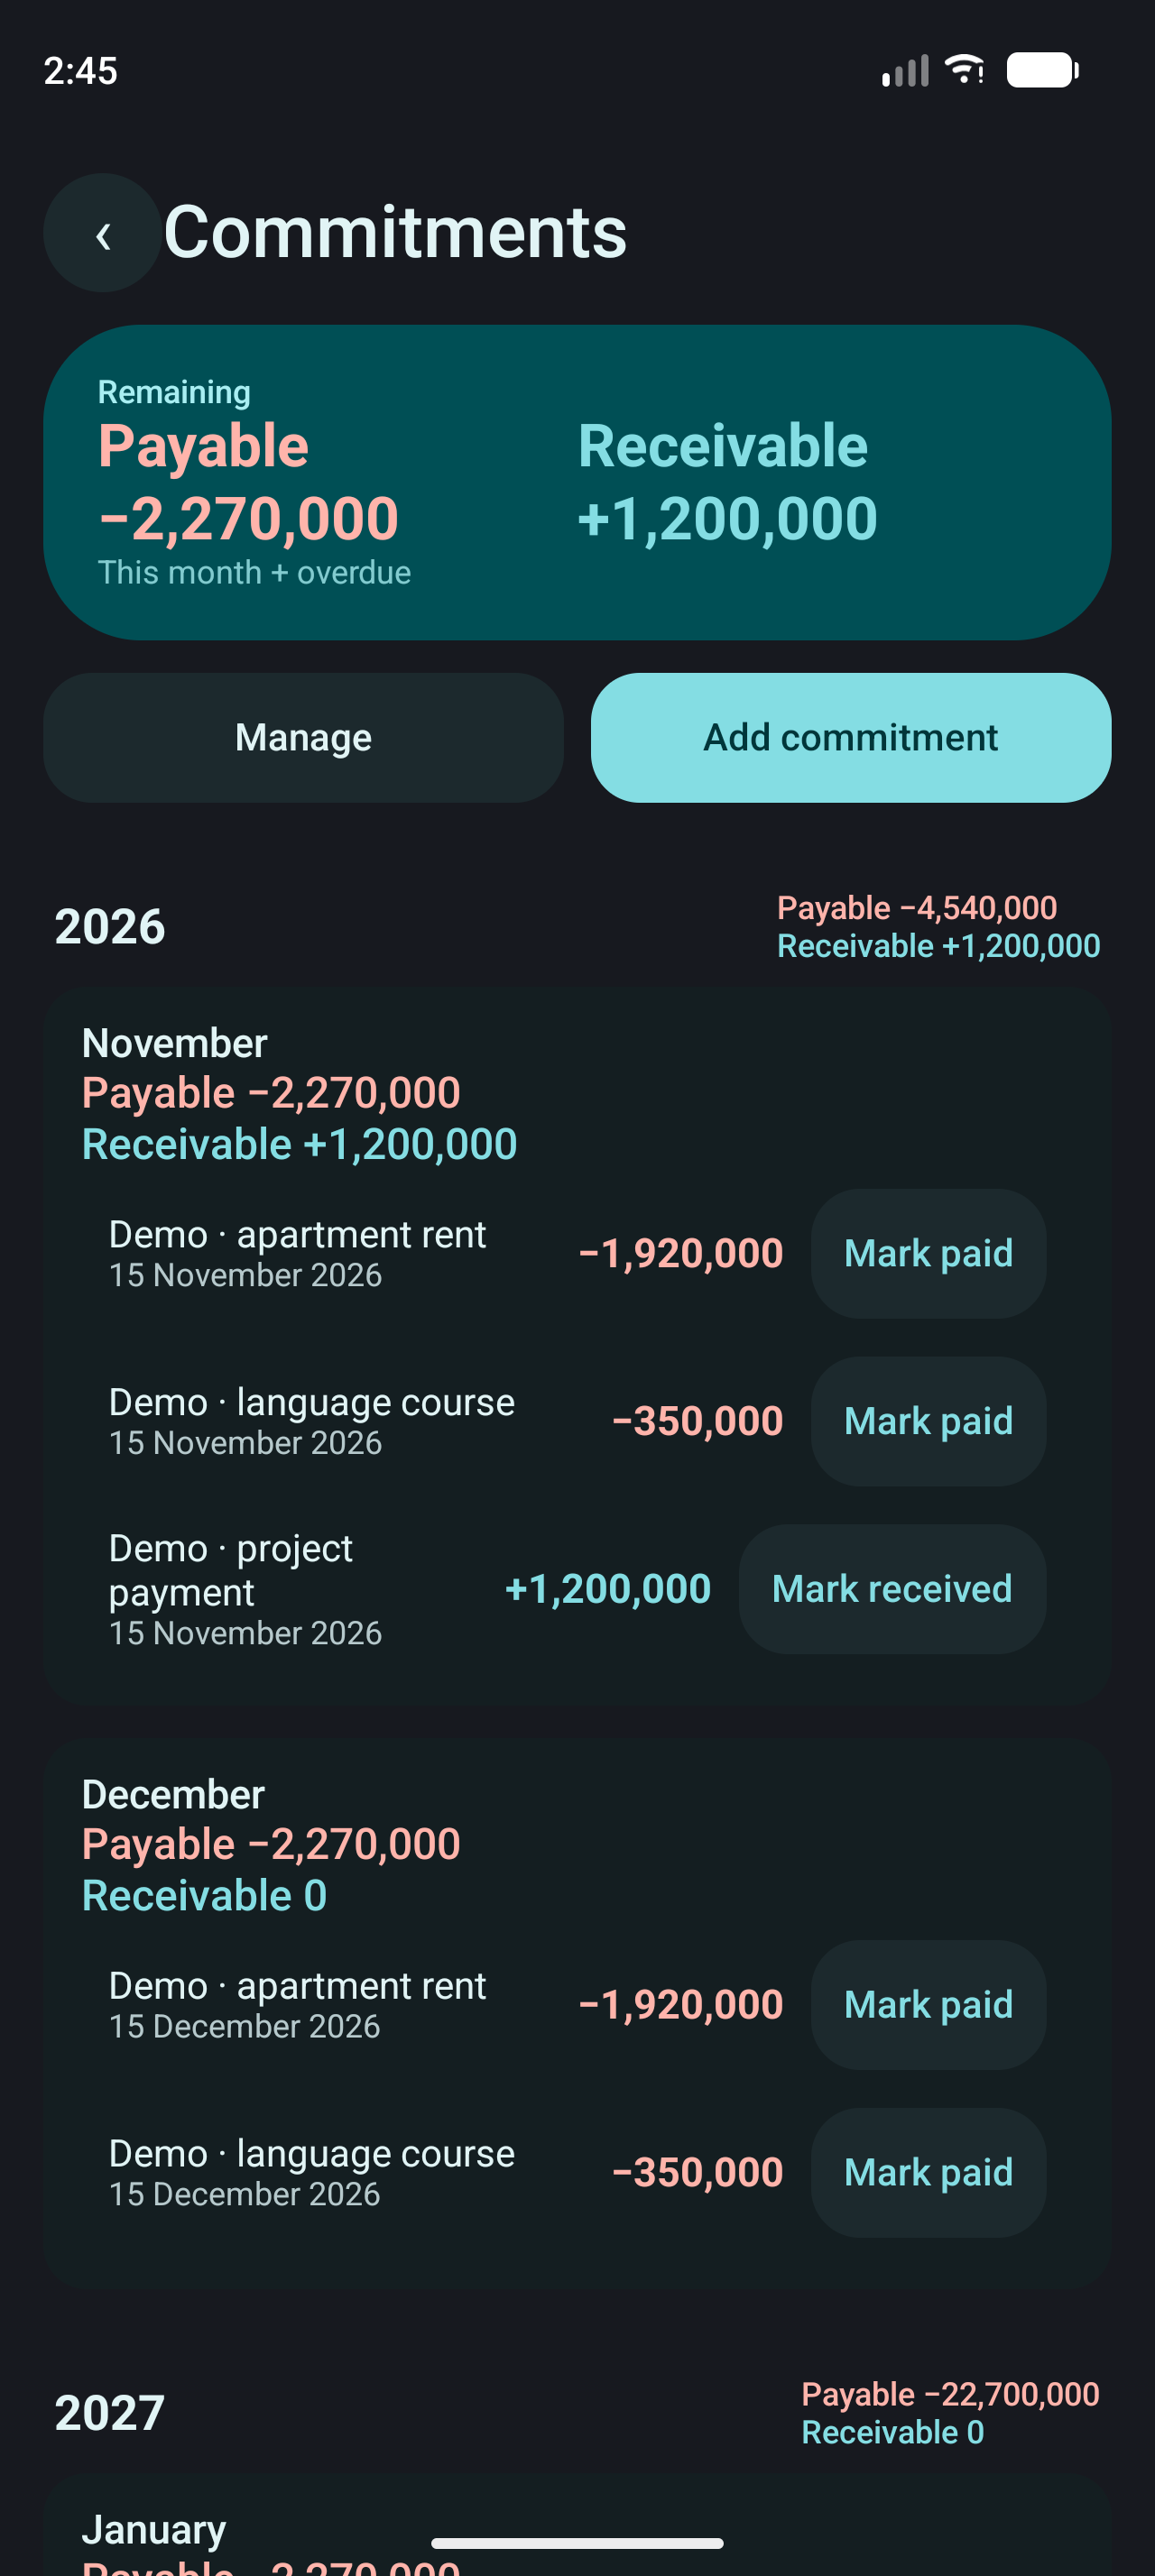 2:45
‹
Commitments
Remaining
Payable
−2,270,000
Receivable
+1,200,000
This month + overdue
Manage
Add commitment
2026
Payable −4,540,000
Receivable +1,200,000
November
Payable −2,270,000
Receivable +1,200,000
Demo · apartment rent
15 November 2026
−1,920,000
Mark paid
Demo · language course
15 November 2026
−350,000
Mark paid
Demo · project
payment
15 November 2026
+1,200,000
Mark received
December
Payable −2,270,000
Receivable 0
Demo · apartment rent
15 December 2026
−1,920,000
Mark paid
Demo · language course
15 December 2026
−350,000
Mark paid
2027
Payable −22,700,000
Receivable 0
January
Payable −2,270,000